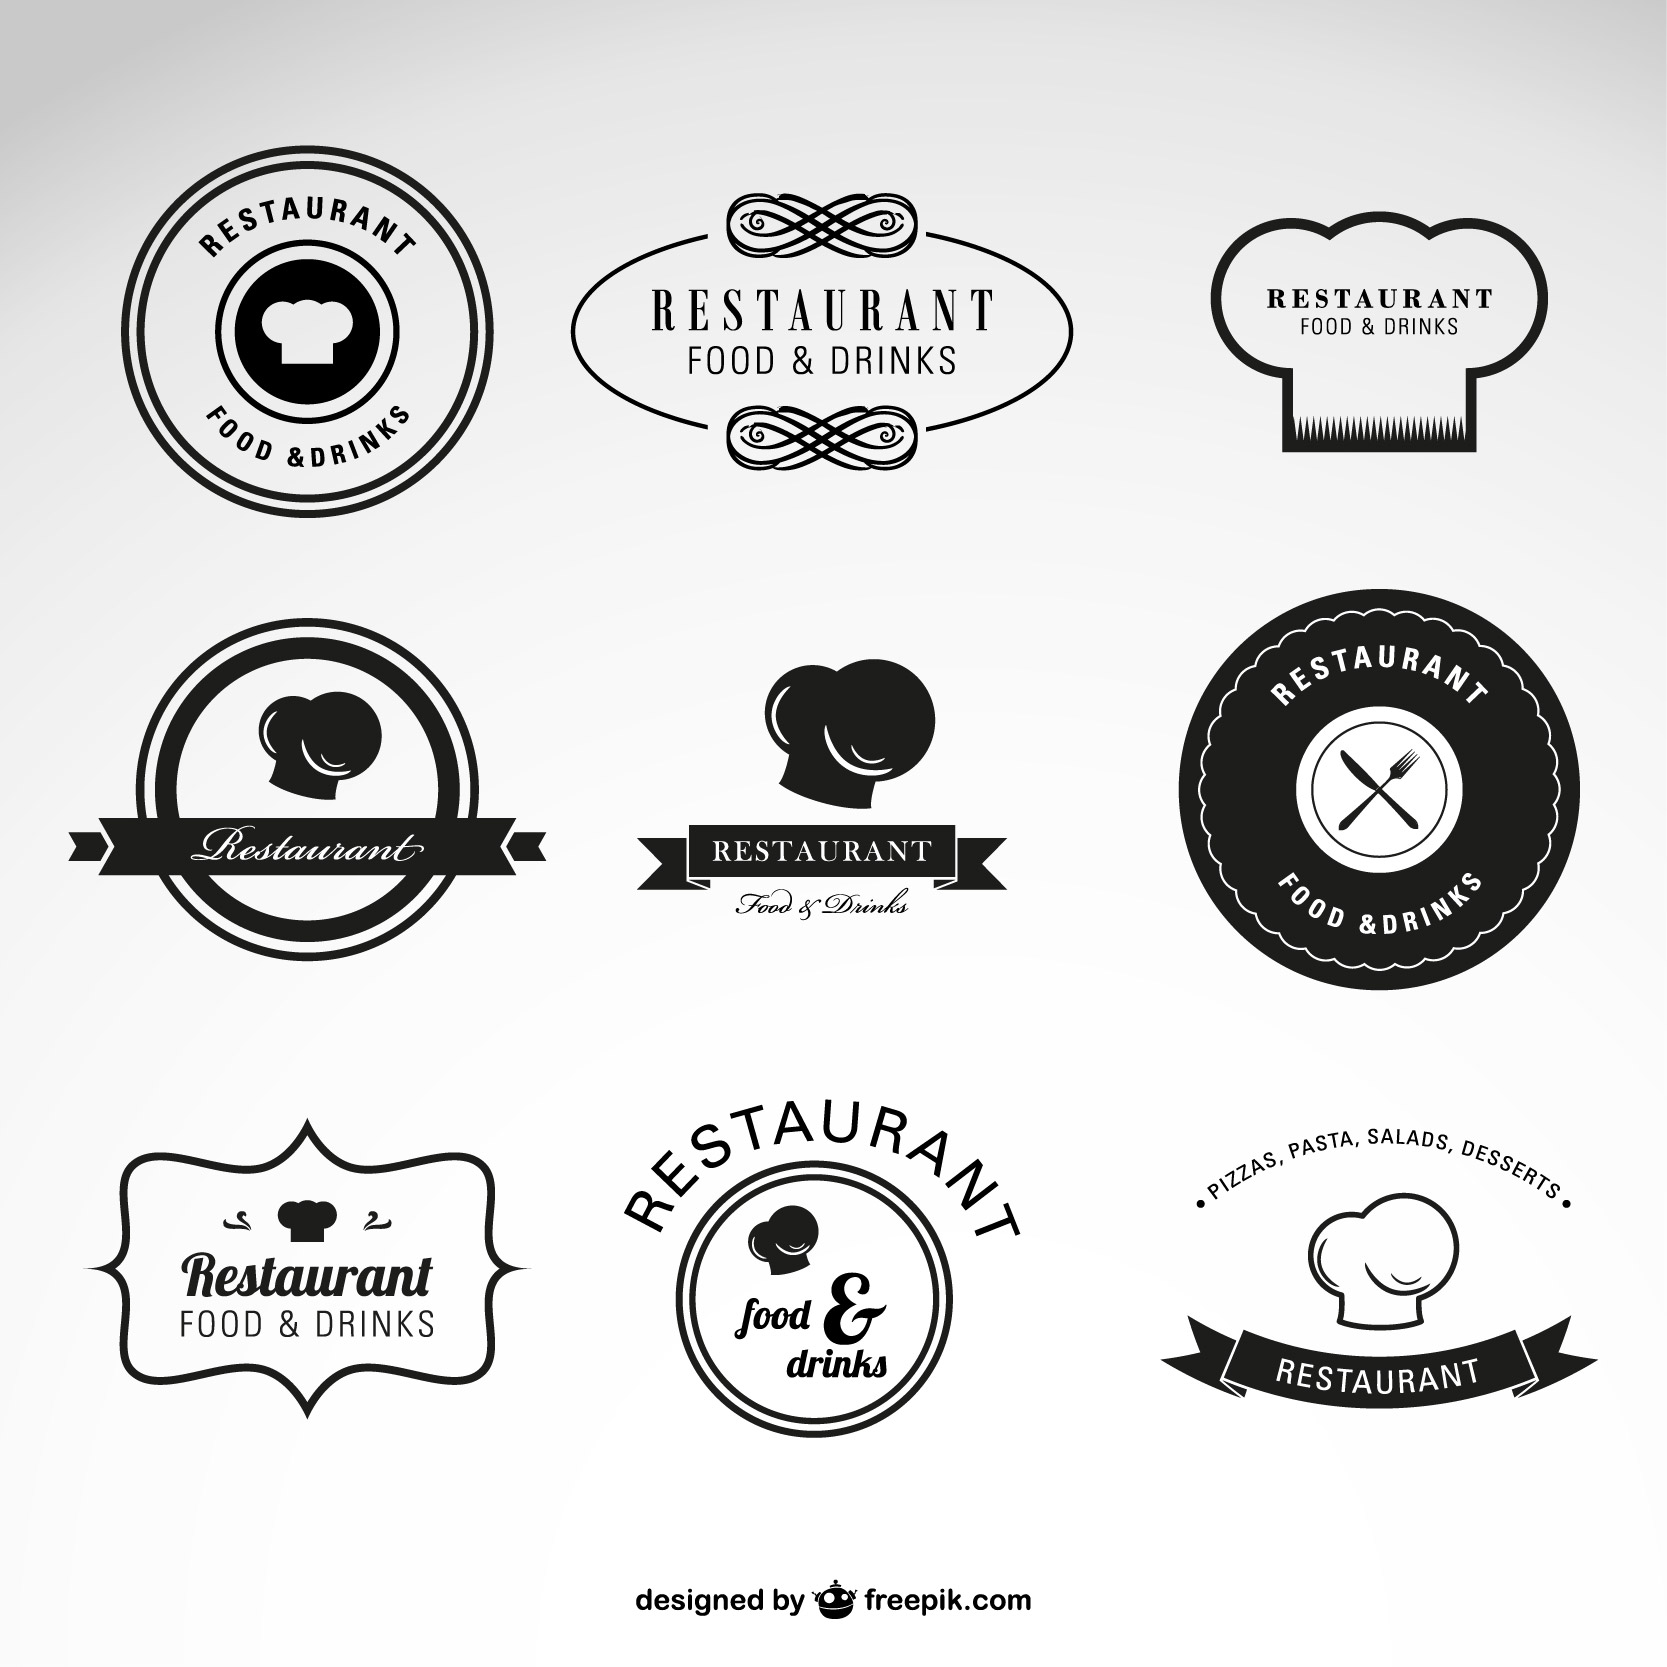 RESTAURANT
FOOD &DRINKS
RESTAURANT
FOOD & DRINKS
RESTAURANT
FOOD & DRINKS
Restaurant
RESTAURANT
Food & Drinks
RESTAURANT
FOOD &DRINKS
Restaurant
FOOD & DRINKS
RESTAURANT
food &
drinks
• PIZZAS, PASTA, SALADS, DESSERTS •
RESTAURANT
designed by freepik.com